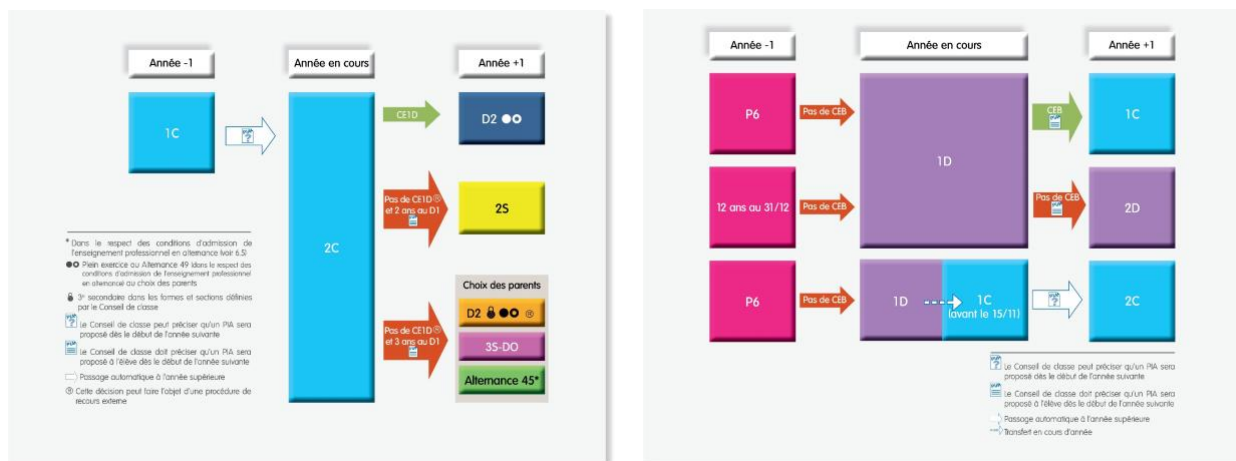 Année -1
Année en cours
Année +1
1C
PIA
?
2C
CE1D
D2
Pas de CE1D ®
et 2 ans au D1
2S
Pas de CE1D ®
et 3 ans au D1
Choix des parents
D2 ®
3S-DO
Alternance 45*
* Dans le respect des conditions d'admission de
l'enseignement professionnel en alternance (voir 6.5)
Plein exercice ou Alternance 49 (dans le respect des
conditions d'admission de l'enseignement professionnel
en alternance) au choix des parents
3e secondaire dans les formes et sections définies
par le Conseil de classe
Le Conseil de classe peut préciser qu'un PIA sera
proposé dès le début de l'année suivante
Le Conseil de classe doit préciser qu'un PIA sera
proposé à l'élève dès le début de l'année suivante
Passage automatique à l'année supérieure
® Cette décision peut faire l'objet d'une procédure de
recours externe
Année -1
Année en cours
Année +1
P6
Pas de CEB
1D
CEB
1C
12 ans au 31/12
Pas de CEB
Pas de CEB
2D
P6
Pas de CEB
1D
1C
(avant le 15/11)
?
2C
Le Conseil de classe peut préciser qu'un PIA sera
proposé dès le début de l'année suivante
Le Conseil de classe doit préciser qu'un PIA sera
proposé à l'élève dès le début de l'année suivante
Passage automatique à l'année supérieure
Transfert en cours d'année